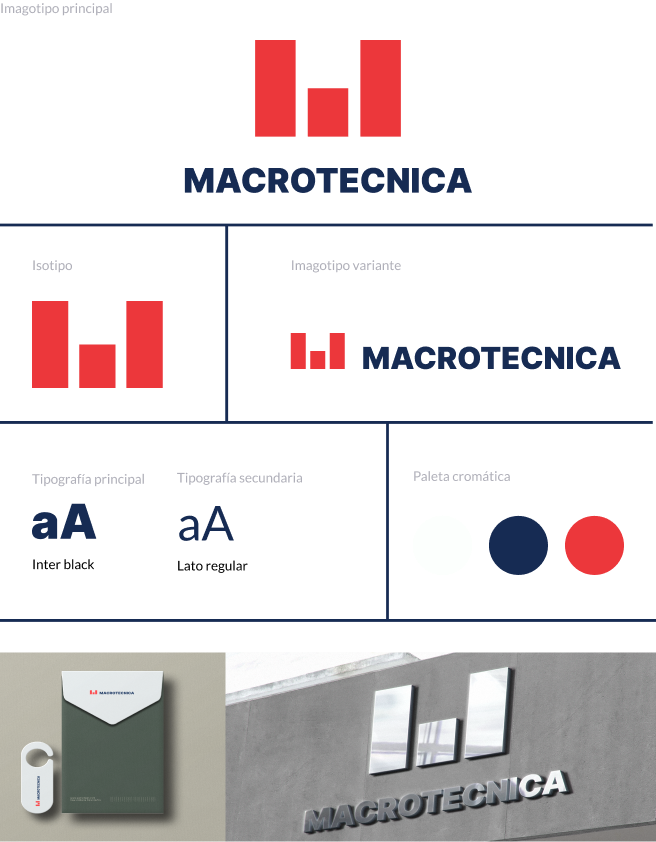 Imagotipo principal
MACROTECNICA
Isotipo
Imagotipo variante
MACROTECNICA
Tipografía principal
Tipografía secundaria
Paleta cromática
aA
aA
Inter black
Lato regular
MACROTECNICA
MACROTECNICA
MACROTECNICA